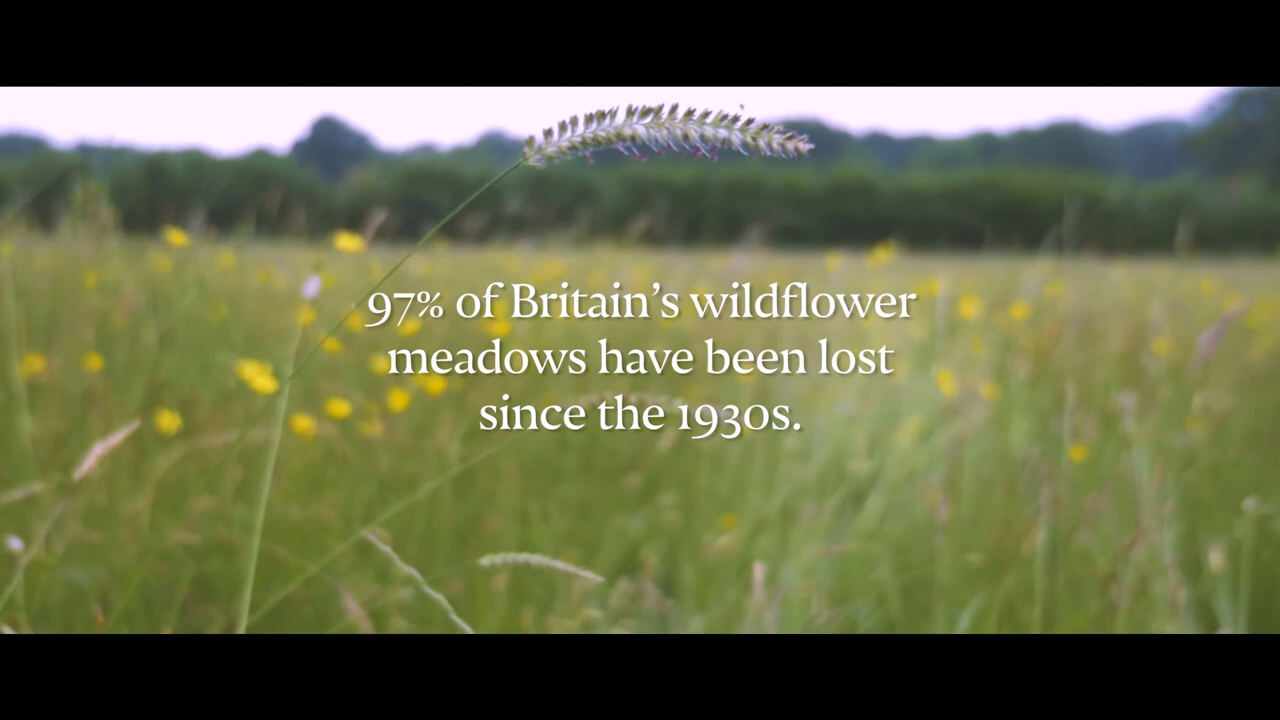 97% of Britain’s wildflower
meadows have been lost
since the 1930s.